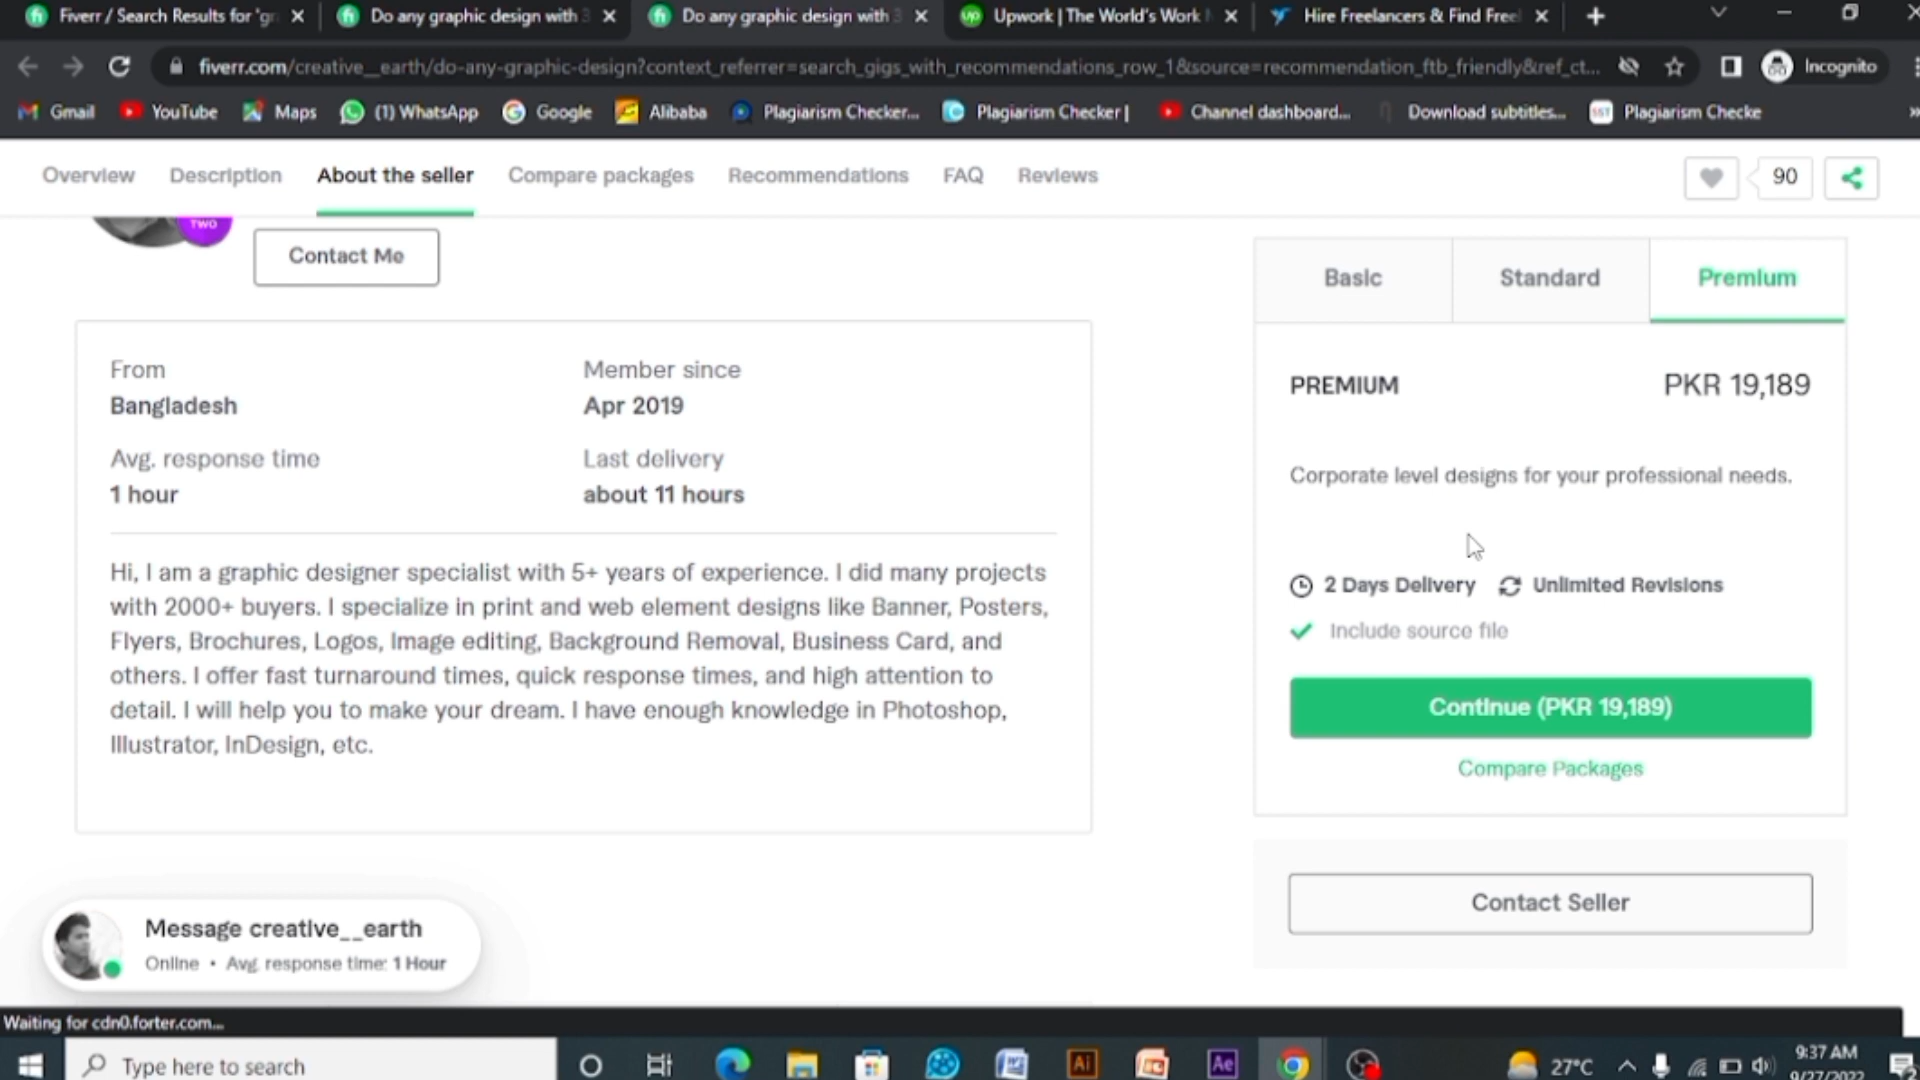 Fiverr / Search Results for 'gr
Do any graphic design with 3
Do any graphic design with 3
Upwork | The World's Work
Hire Freelancers & Find Free
fiverr.com/creative__earth/do-any-graphic-design?context_referrer=search_gigs_with_recommendations_row_1&source=recommendation_ftb_friendly&ref_ct...
Incognito
Gmail
YouTube
Maps
(1) WhatsApp
Google
Alibaba
Plagiarism Checker...
Plagiarism Checker |
Channel dashboard...
Download subtitles...
SST
Plagiarism Checke
Overview
Description
About the seller
Compare packages
Recommendations
FAQ
Reviews
90
TWO
Contact Me
Basic
Standard
Premium
From
Bangladesh
Member since
Apr 2019
Avg. response time
1 hour
Last delivery
about 11 hours
Hi, I am a graphic designer specialist with 5+ years of experience. I did many projects
with 2000+ buyers. I specialize in print and web element designs like Banner, Posters,
Flyers, Brochures, Logos, Image editing, Background Removal, Business Card, and
others. I offer fast turnaround times, quick response times, and high attention to
detail. I will help you to make your dream. I have enough knowledge in Photoshop,
Illustrator, InDesign, etc.
PREMIUM
PKR 19,189
Corporate level designs for your professional needs.
2 Days Delivery
Unlimited Revisions
Include source file
Continue (PKR 19,189)
Compare Packages
Contact Seller
Message creative__earth
Online • Avg. response time: 1 Hour
Waiting for cdn0.forter.com...
Type here to search
Ai
Ae
27°C
9:37 AM
9/27/2022